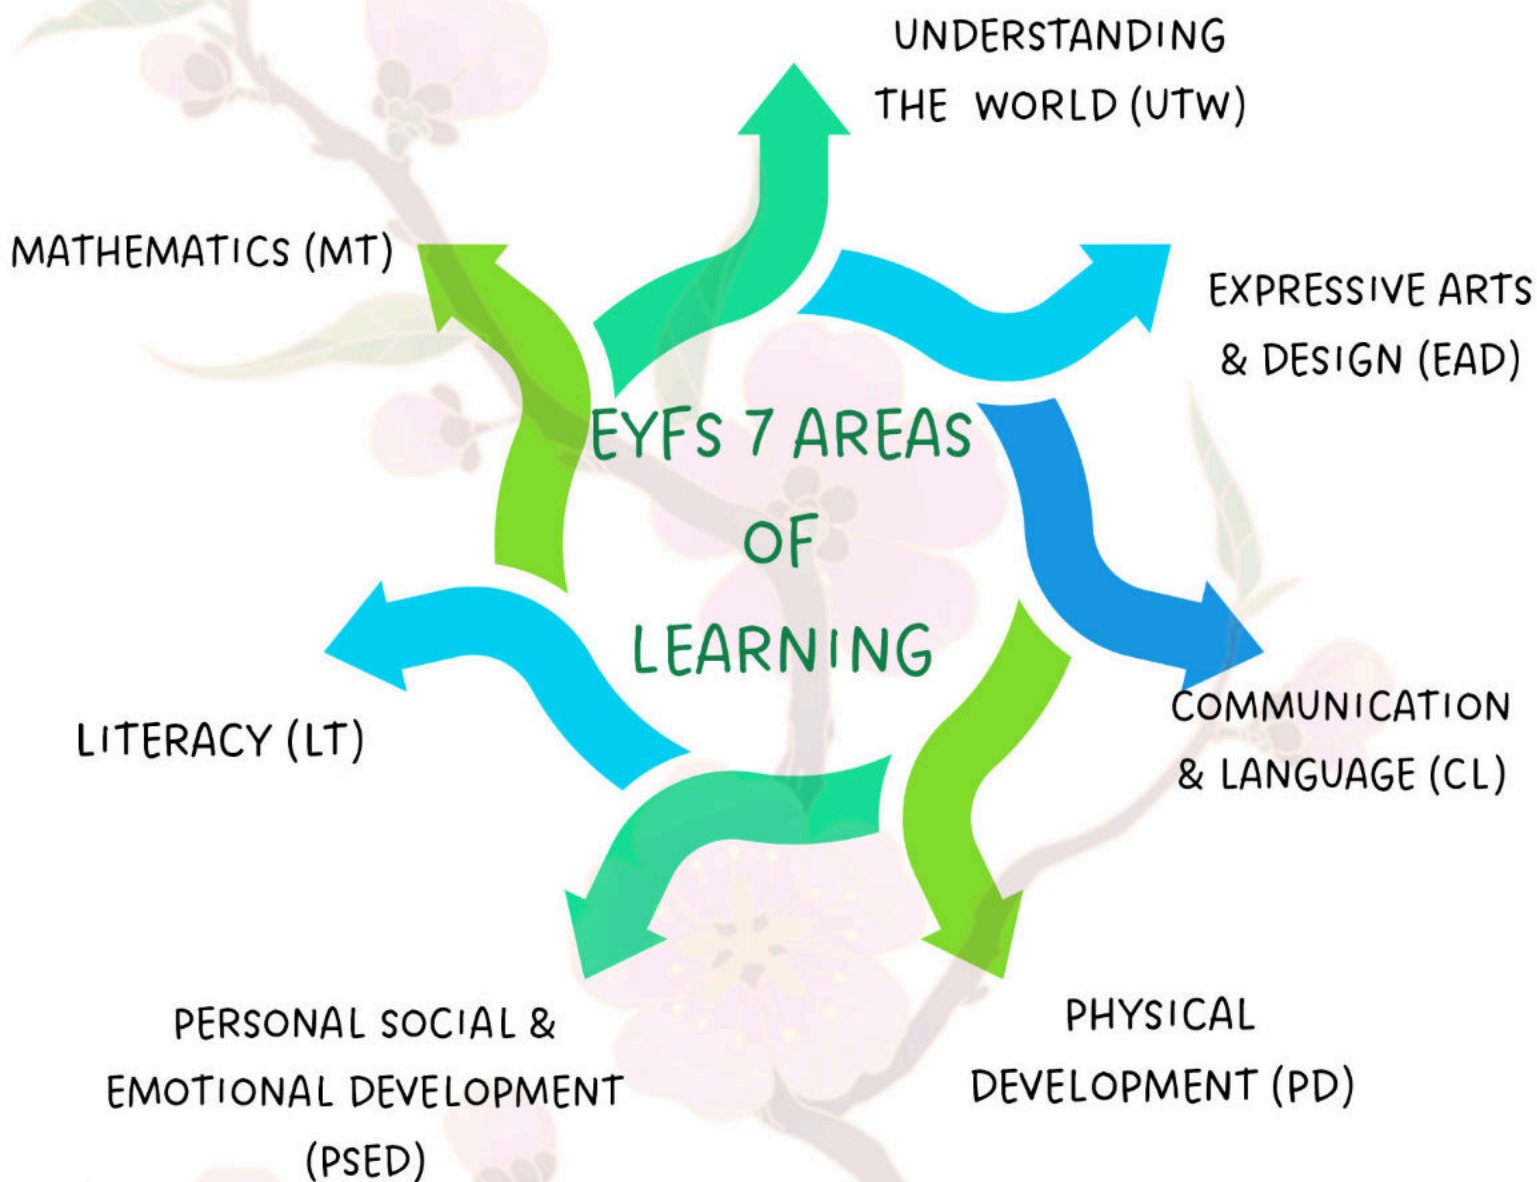 UNDERSTANDING
THE WORLD (UTW)
MATHEMATICS (MT)
EXPRESSIVE ARTS
& DESIGN (EAD)
EYFS 7 AREAS
OF
LEARNING
COMMUNICATION
& LANGUAGE (CL)
LITERACY (LT)
PERSONAL SOCIAL &
EMOTIONAL DEVELOPMENT
(PSED)
PHYSICAL
DEVELOPMENT (PD)